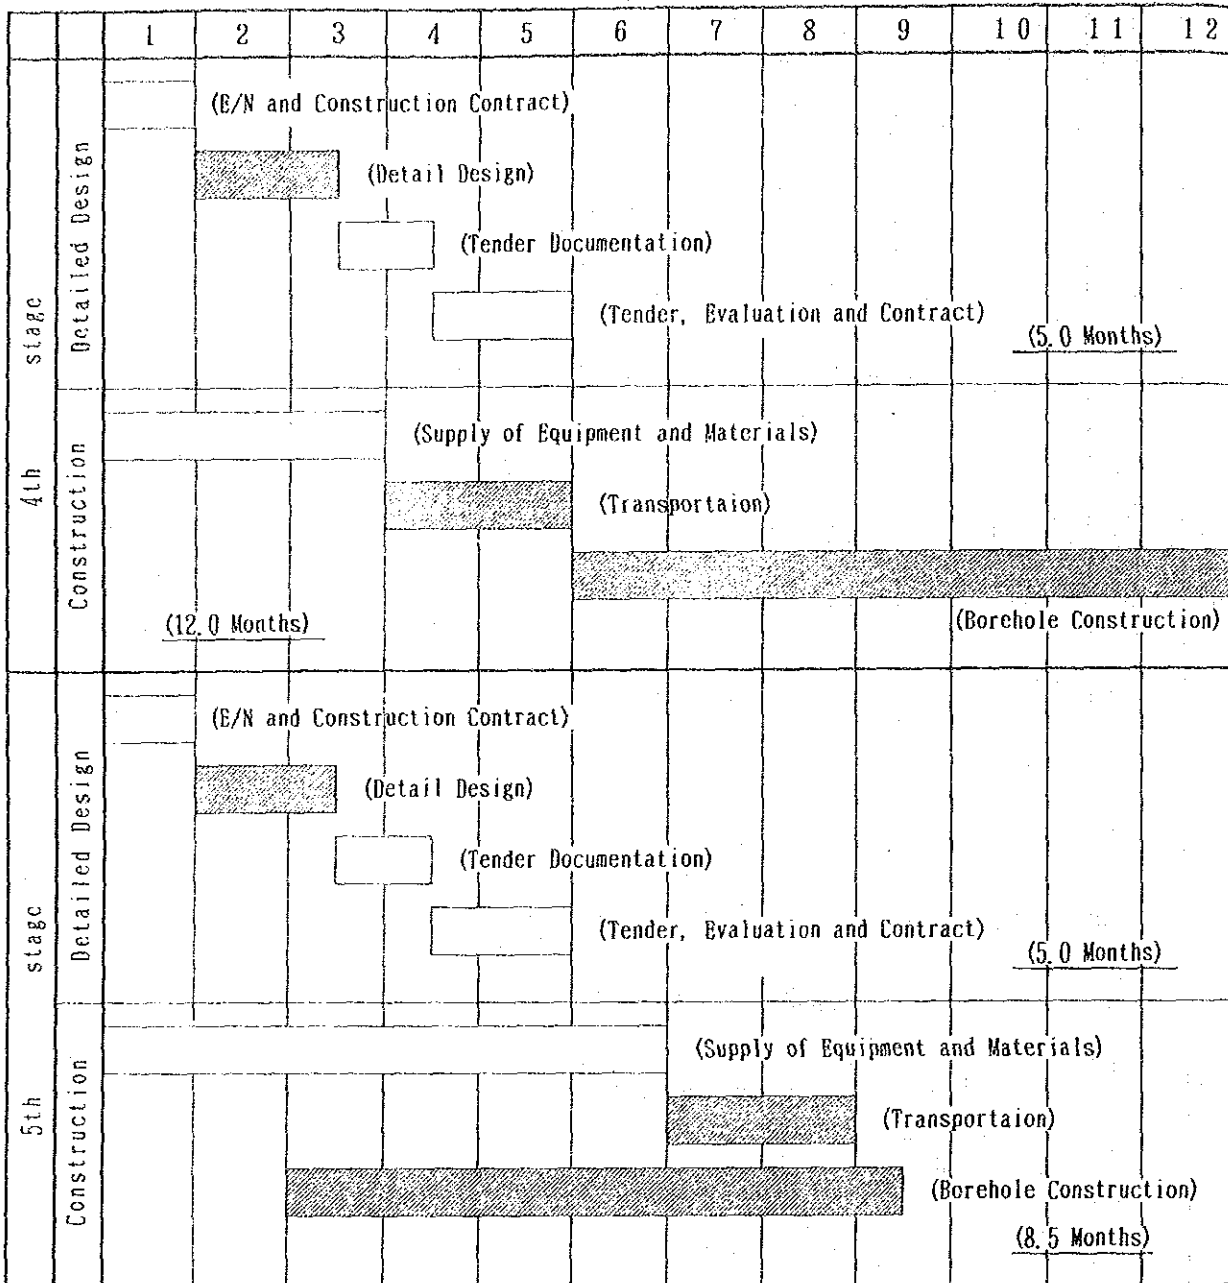 1 2 3 4 5 6 7 8 9 10 11 12
4th stage
Detailed Design
(E/N and Construction Contract)
(Detail Design)
(Tender Documentation)
(Tender, Evaluation and Contract)
(5.0 Months)
Construction
(Supply of Equipment and Materials)
(Transportaion)
(Borehole Construction)
(12.0 Months)
5th stage
Detailed Design
(E/N and Construction Contract)
(Detail Design)
(Tender Documentation)
(Tender, Evaluation and Contract)
(5.0 Months)
Construction
(Supply of Equipment and Materials)
(Transportaion)
(Borehole Construction)
(8.5 Months)